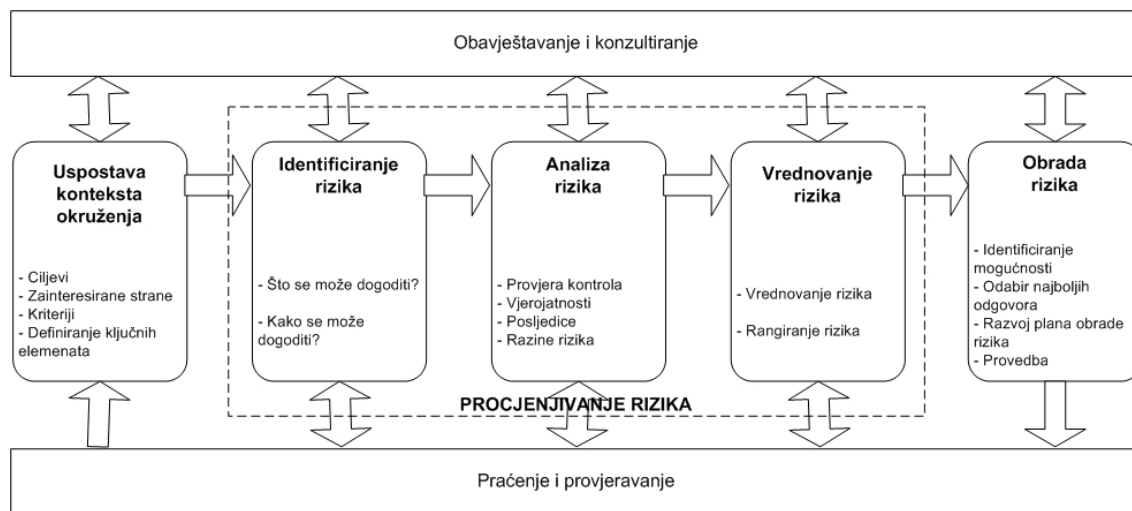 Obavještavanje i konzultiranje
Uspostava
konteksta
okruženja
- Ciljevi
- Zainteresirane strane
- Kriteriji
- Definiranje ključnih
elemenata
Identificiranje
rizika
- Što se može dogoditi?
- Kako se može
dogoditi?
Analiza
rizika
- Provjera kontrola
- Vjerojatnosti
- Posljedice
- Razine rizika
Vrednovanje
rizika
- Vrednovanje rizika
- Rangiranje rizika
Obrada
rizika
- Identificiranje
mogućnosti
- Odabir najboljih
odgovora
- Razvoj plana obrade
rizika
- Provedba
PROCJENJIVANJE RIZIKA
Praćenje i provjeravanje